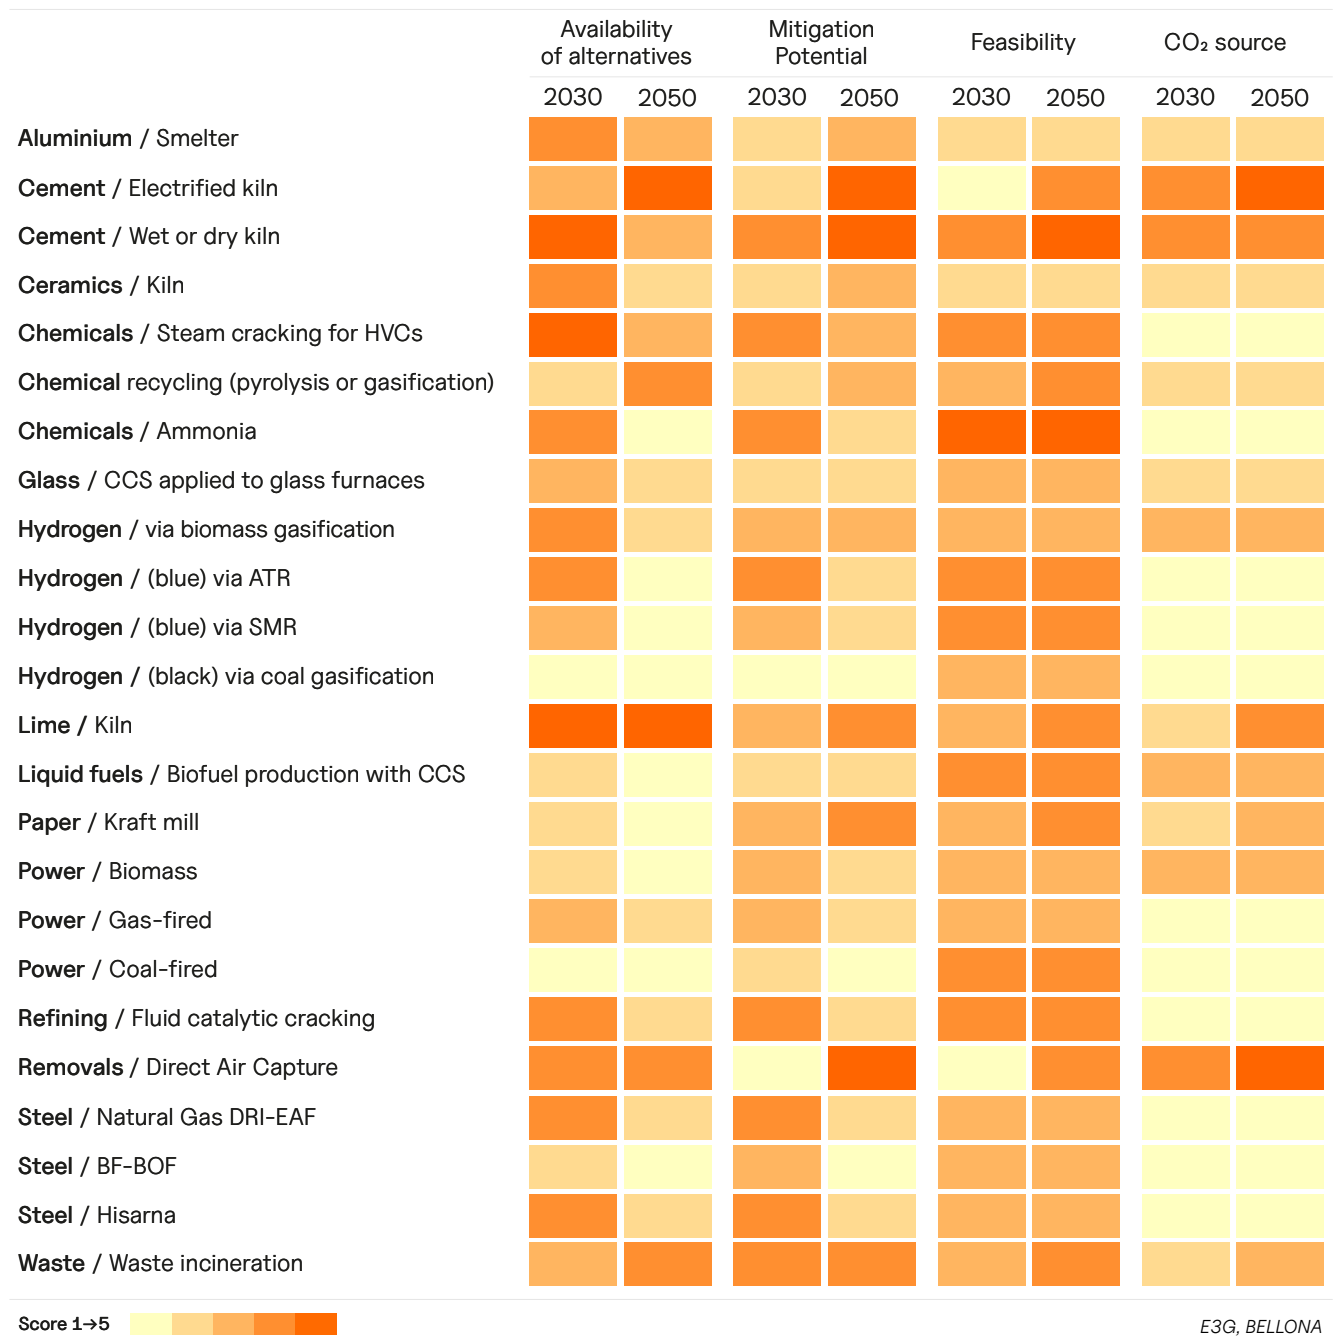 Availability
of alternatives
Mitigation
Potential
Feasibility
CO₂ source
2030 2050 2030 2050 2030 2050 2030 2050
Aluminium / Smelter
Cement / Electrified kiln
Cement / Wet or dry kiln
Ceramics / Kiln
Chemicals / Steam cracking for HVCs
Chemical recycling (pyrolysis or gasification)
Chemicals / Ammonia
Glass / CCS applied to glass furnaces
Hydrogen / via biomass gasification
Hydrogen / (blue) via ATR
Hydrogen / (blue) via SMR
Hydrogen / (black) via coal gasification
Lime / Kiln
Liquid fuels / Biofuel production with CCS
Paper / Kraft mill
Power / Biomass
Power / Gas-fired
Power / Coal-fired
Refining / Fluid catalytic cracking
Removals / Direct Air Capture
Steel / Natural Gas DRI-EAF
Steel / BF-BOF
Steel / Hisarna
Waste / Waste incineration
Score 1→5
E3G, BELLONA